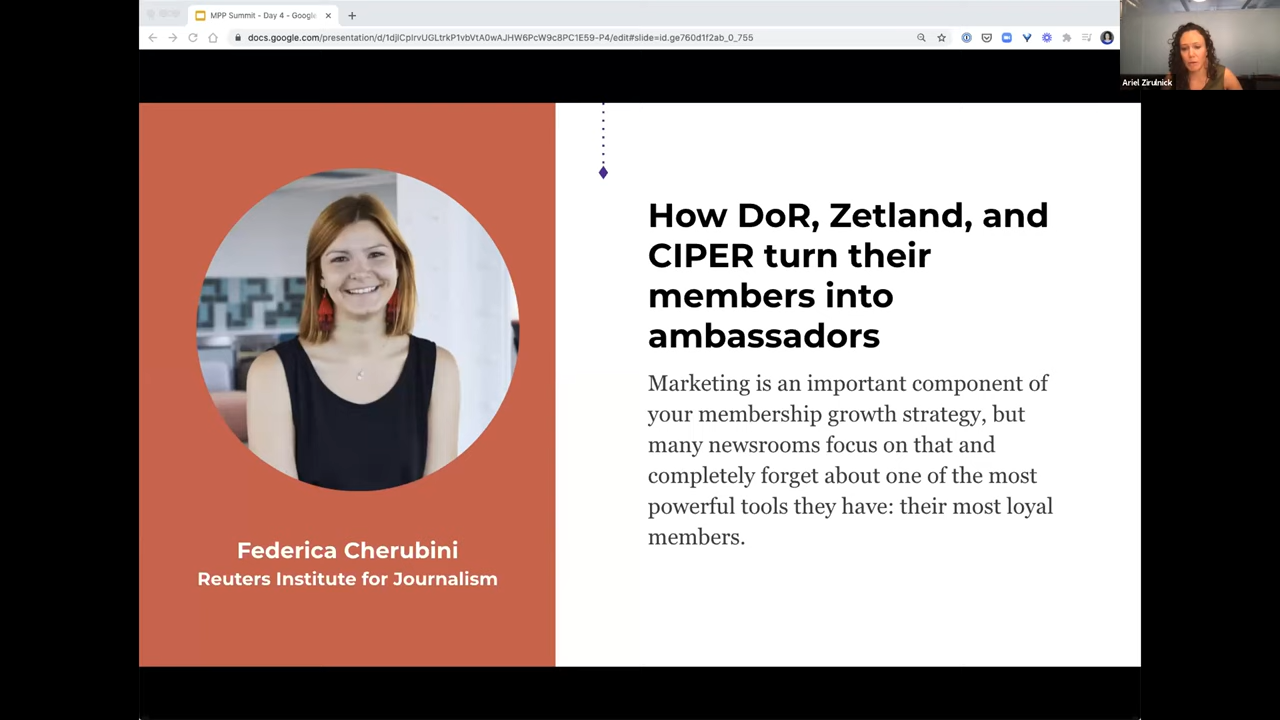 MPP Summit - Day 4 - Google
docs.google.com/presentation/d/1djlCplrvUGLtrkP1vbVtA0wAJHW6PcW9c8PC1E59-P4/edit#slide=id.ge760d1f2ab_0_755
Ariel Zirulnick
How DoR, Zetland, and
CIPER turn their
members into
ambassadors
Marketing is an important component of
your membership growth strategy, but
many newsrooms focus on that and
completely forget about one of the most
powerful tools they have: their most loyal
members.
Federica Cherubini
Reuters Institute for Journalism